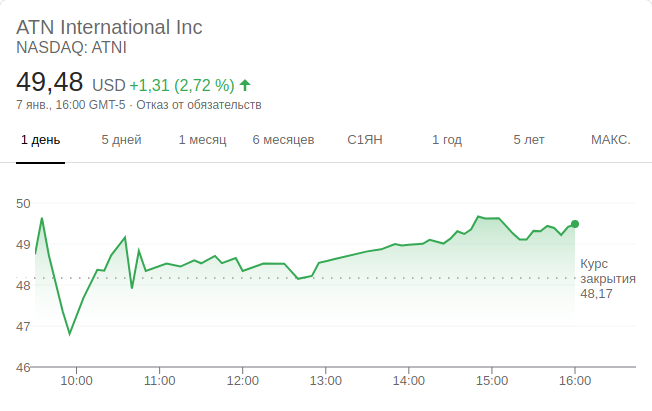 ATN International Inc
NASDAQ: ATNI
49,48 USD +1,31 (2,72 %)
7 янв., 16:00 GMT-5 · Отказ от обязательств
1 день 5 дней 1 месяц 6 месяцев С1ЯН 1 год 5 лет МАКС.
50
49
48
47
46
Курс
закрытия
48,17
10:00 11:00 12:00 13:00 14:00 15:00 16:00